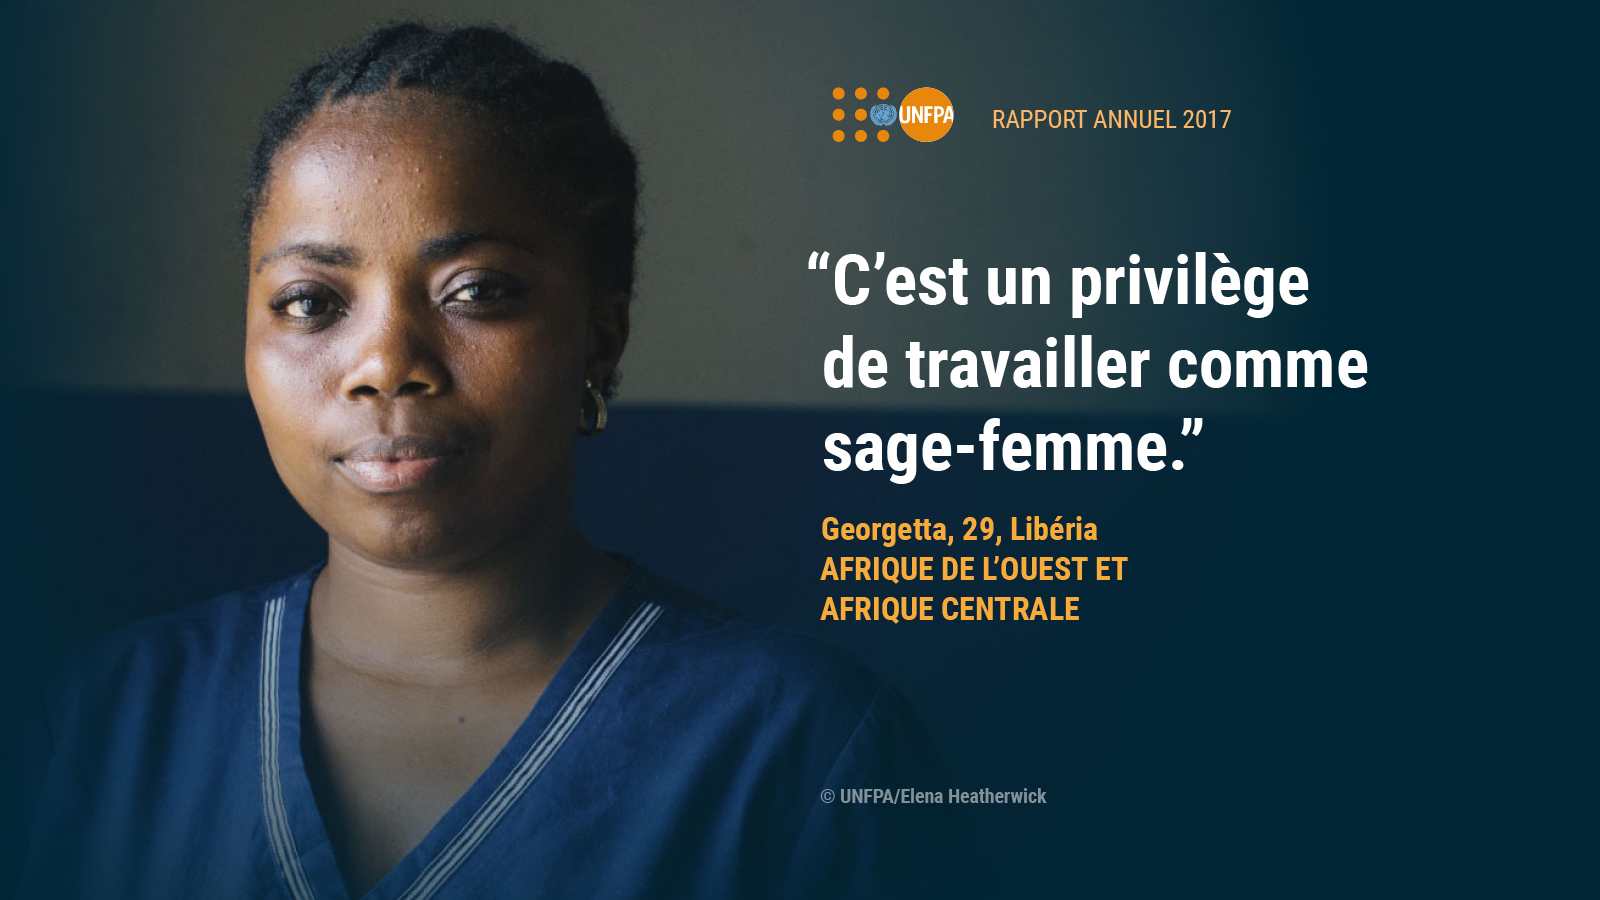 UNFPA
RAPPORT ANNUEL 2017
“C’est un privilège
de travailler comme
sage-femme.”
Georgetta, 29, Libéria
AFRIQUE DE L’OUEST ET
AFRIQUE CENTRALE
© UNFPA/Elena Heatherwick